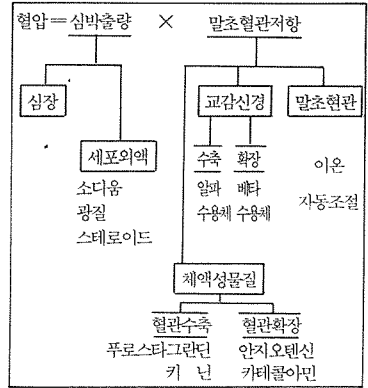 혈압=심박출량 × 말초혈관저항
심장
교감신경
말초현관
세포외액
수축 확장
이온
소디움
알파 베타
자동조절
광질
수용체 수용체
스테로이드
체액성물질
혈관수축 혈관확장
푸로스타그란딘 안지오텐신
키 닌 카테콜아민